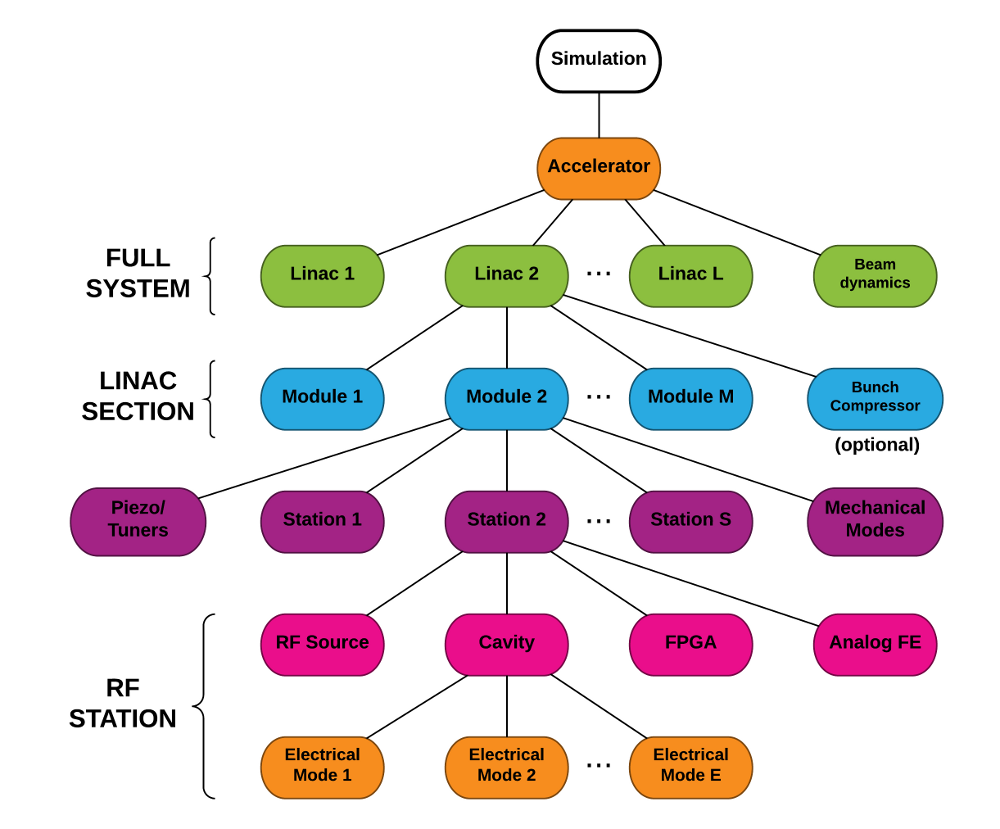 Simulation
Accelerator
FULL
SYSTEM
Linac 1
Linac 2
...
Linac L
Beam
dynamics
LINAC
SECTION
Module 1
Module 2
...
Module M
Bunch
Compressor
(optional)
Piezo/
Tuners
Station 1
Station 2
...
Station S
Mechanical
Modes
RF
STATION
RF Source
Cavity
FPGA
Analog FE
Electrical
Mode 1
Electrical
Mode 2
...
Electrical
Mode E